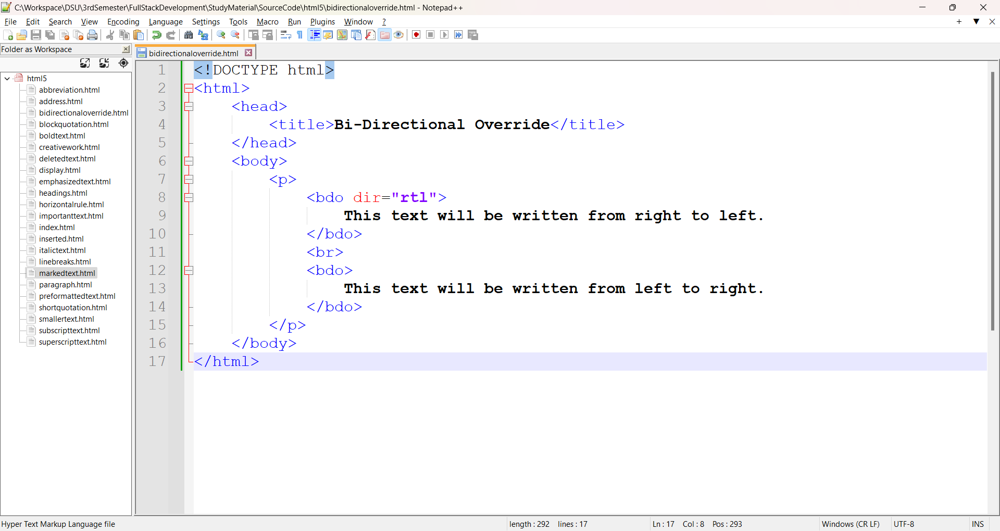 C:\Workspace\DSU\3rdSemester\FullStackDevelopment\StudyMaterial\SourceCode\html5\bidirectionaloverride.html - Notepad++
File Edit Search View Encoding Language Settings Tools Macro Run Plugins Window ?
Folder as Workspace
html5
abbreviation.html
address.html
bidirectionaloverride.html
blockquotation.html
boldtext.html
creativework.html
deletedtext.html
display.html
emphasizedtext.html
headings.html
horizontalrule.html
importanttext.html
index.html
inserted.html
italictext.html
linebreaks.html
markedtext.html
paragraph.html
preformattedtext.html
shortquotation.html
smallertext.html
subscripttext.html
superscripttext.html
bidirectionaloverride.html
1 <!DOCTYPE html>
2 <html>
3 <head>
4 <title>Bi-Directional Override</title>
5 </head>
6 <body>
7 <p>
8 <bdo dir="rtl">
9 This text will be written from right to left.
10 </bdo>
11 <br>
12 <bdo>
13 This text will be written from left to right.
14 </bdo>
15 </p>
16 </body>
17 </html>
Hyper Text Markup Language file length : 292 lines : 17 Ln : 17 Col : 8 Pos : 293 Windows (CR LF) UTF-8 INS